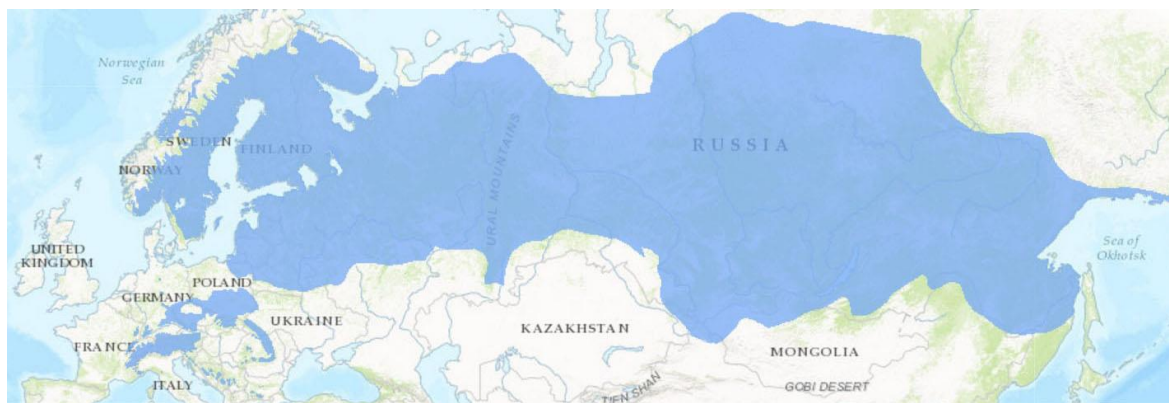 Norwegian
Sea
SWEDEN
FINLAND
NORWAY
RUSSIA
URAL MOUNTAINS
UNITED
KINGDOM
Sea of
Okhotsk
POLAND
GERMANY
UKRAINE
KAZAKHSTAN
FRANCE
MONGOLIA
ITALY
TIEN SHAN
GOBI DESERT